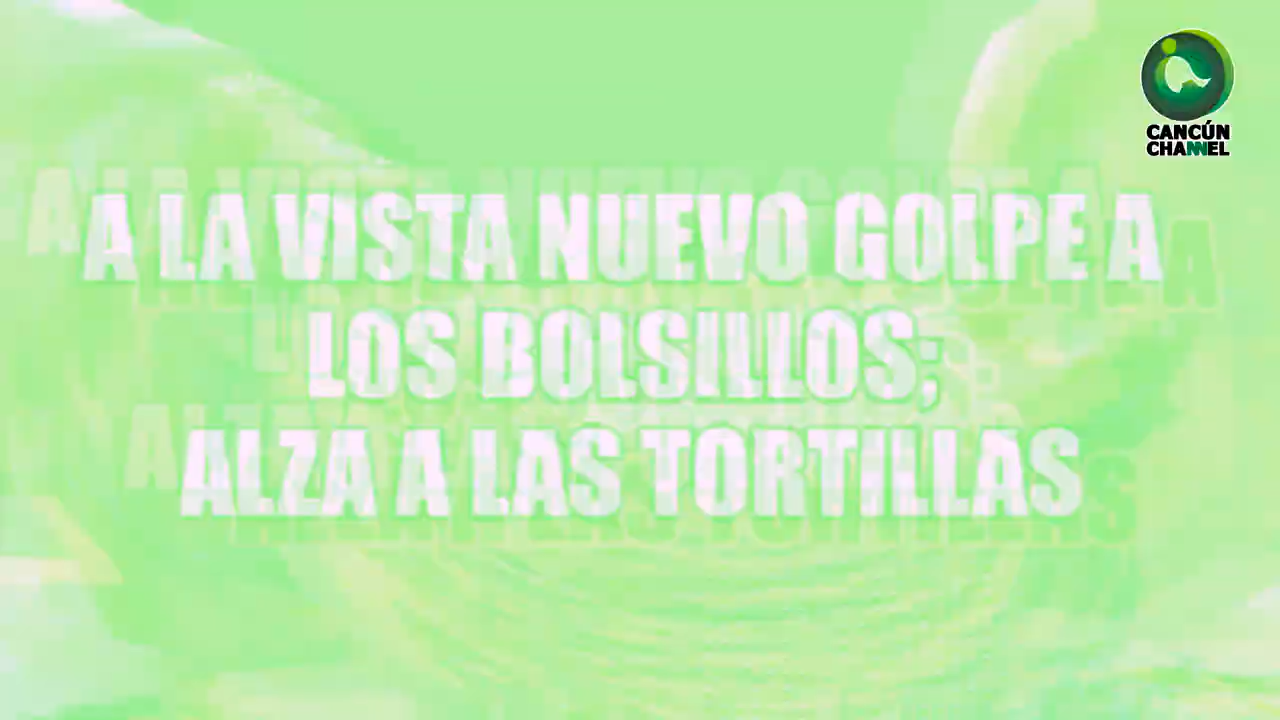 CANCÚN
CHANNEL
A LA VISTA NUEVO GOLPE A
LOS BOLSILLOS;
ALZA A LAS TORTILLAS